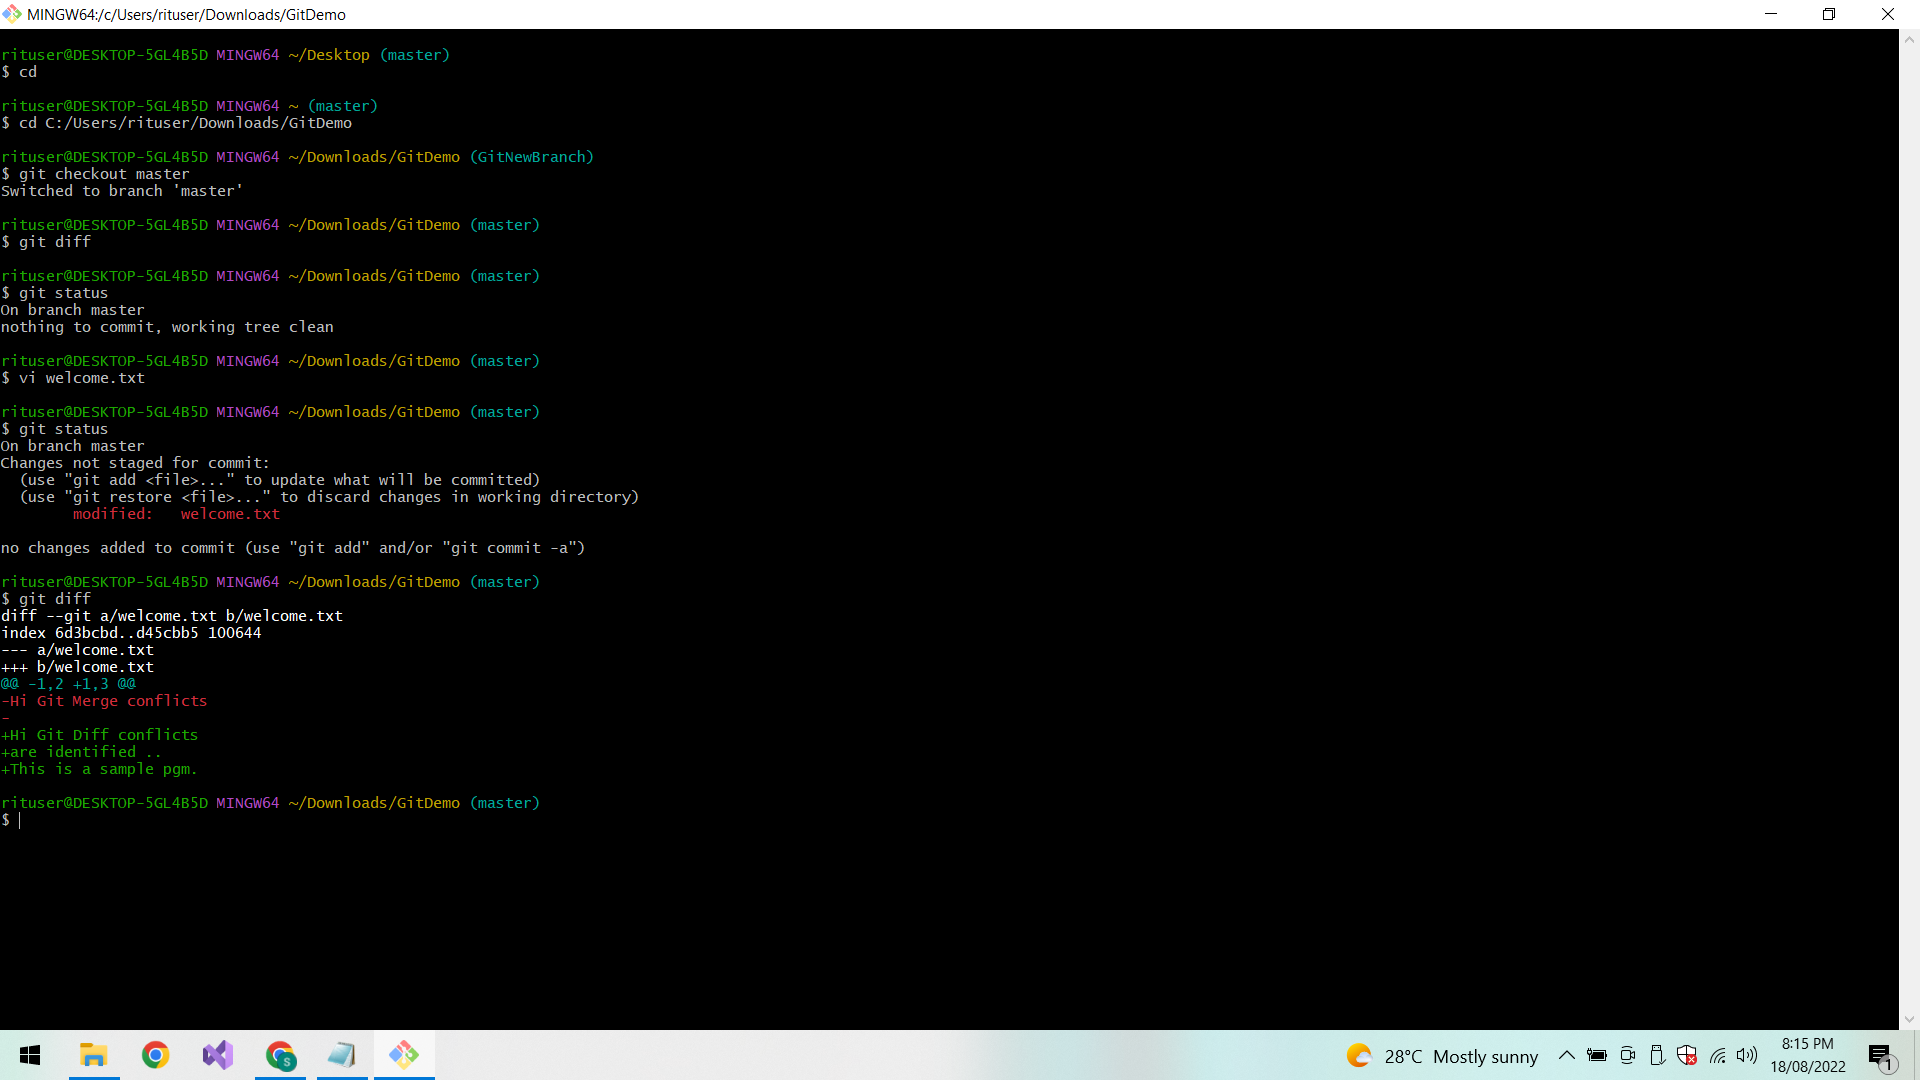 MINGW64:/c/Users/rituser/Downloads/GitDemo
rituser@DESKTOP-5GL4B5D MINGW64 ~/Desktop (master)
$ cd
rituser@DESKTOP-5GL4B5D MINGW64 ~ (master)
$ cd C:/Users/rituser/Downloads/GitDemo
rituser@DESKTOP-5GL4B5D MINGW64 ~/Downloads/GitDemo (GitNewBranch)
$ git checkout master
Switched to branch 'master'
rituser@DESKTOP-5GL4B5D MINGW64 ~/Downloads/GitDemo (master)
$ git diff
rituser@DESKTOP-5GL4B5D MINGW64 ~/Downloads/GitDemo (master)
$ git status
On branch master
nothing to commit, working tree clean
rituser@DESKTOP-5GL4B5D MINGW64 ~/Downloads/GitDemo (master)
$ vi welcome.txt
rituser@DESKTOP-5GL4B5D MINGW64 ~/Downloads/GitDemo (master)
$ git status
On branch master
Changes not staged for commit:
  (use "git add <file>..." to update what will be committed)
  (use "git restore <file>..." to discard changes in working directory)
        modified:   welcome.txt
no changes added to commit (use "git add" and/or "git commit -a")
rituser@DESKTOP-5GL4B5D MINGW64 ~/Downloads/GitDemo (master)
$ git diff
diff --git a/welcome.txt b/welcome.txt
index 6d3bcbd..d45cbb5 100644
--- a/welcome.txt
+++ b/welcome.txt
@@ -1,2 +1,3 @@
-Hi Git Merge conflicts
-
+Hi Git Diff conflicts
+are identified ..
+This is a sample pgm.
rituser@DESKTOP-5GL4B5D MINGW64 ~/Downloads/GitDemo (master)
$
S
28°C Mostly sunny
8:15 PM
18/08/2022
1